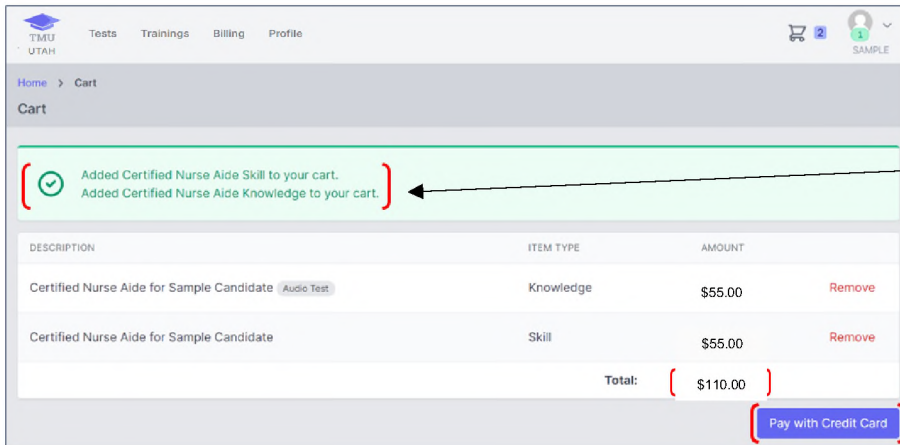 TMU
UTAH
Tests Trainings Billing Profile
2
1
SAMPLE
Home > Cart
Cart
Added Certified Nurse Aide Skill to your cart.
Added Certified Nurse Aide Knowledge to your cart.
DESCRIPTION ITEM TYPE AMOUNT
Certified Nurse Aide for Sample Candidate Audio Test Knowledge $55.00 Remove
Certified Nurse Aide for Sample Candidate Skill $55.00 Remove
Total: $110.00
Pay with Credit Card